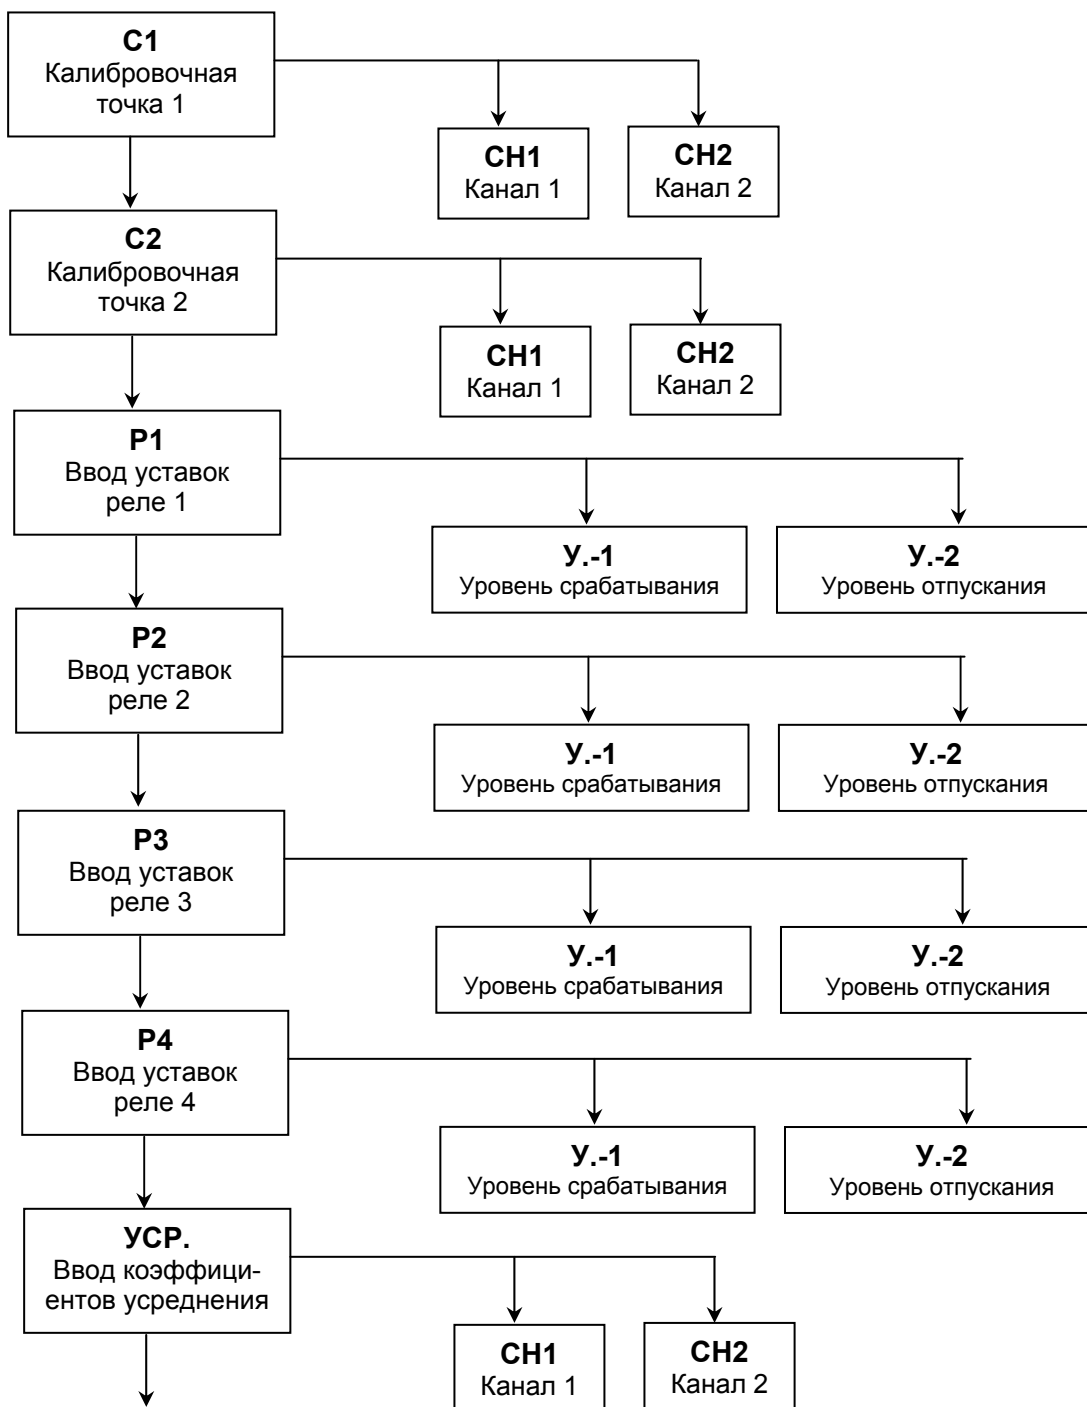 С1
Калибровочная
точка 1
СН1
Канал 1
СН2
Канал 2
С2
Калибровочная
точка 2
СН1
Канал 1
СН2
Канал 2
Р1
Ввод уставок
реле 1
У.-1
Уровень срабатывания
У.-2
Уровень отпускания
Р2
Ввод уставок
реле 2
У.-1
Уровень срабатывания
У.-2
Уровень отпускания
Р3
Ввод уставок
реле 3
У.-1
Уровень срабатывания
У.-2
Уровень отпускания
Р4
Ввод уставок
реле 4
У.-1
Уровень срабатывания
У.-2
Уровень отпускания
УСР.
Ввод коэффици-
ентов усреднения
СН1
Канал 1
СН2
Канал 2